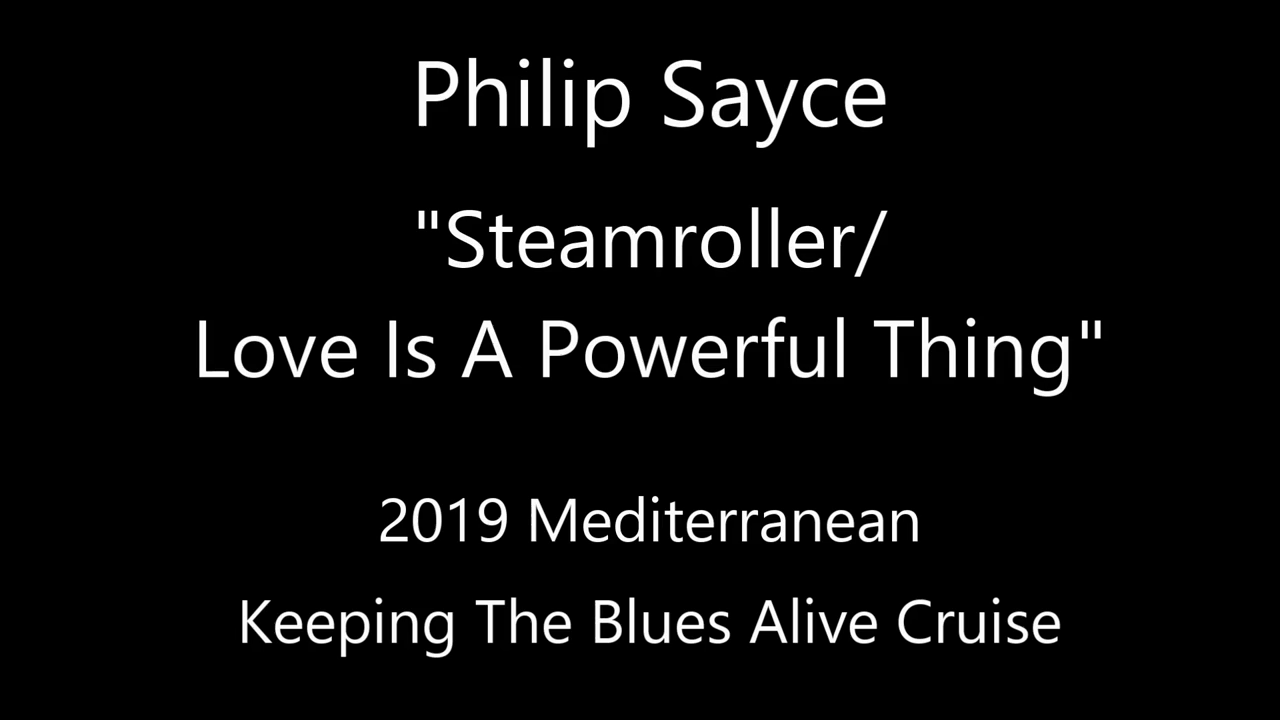 Philip Sayce
"Steamroller/
Love Is A Powerful Thing"
2019 Mediterranean
Keeping The Blues Alive Cruise